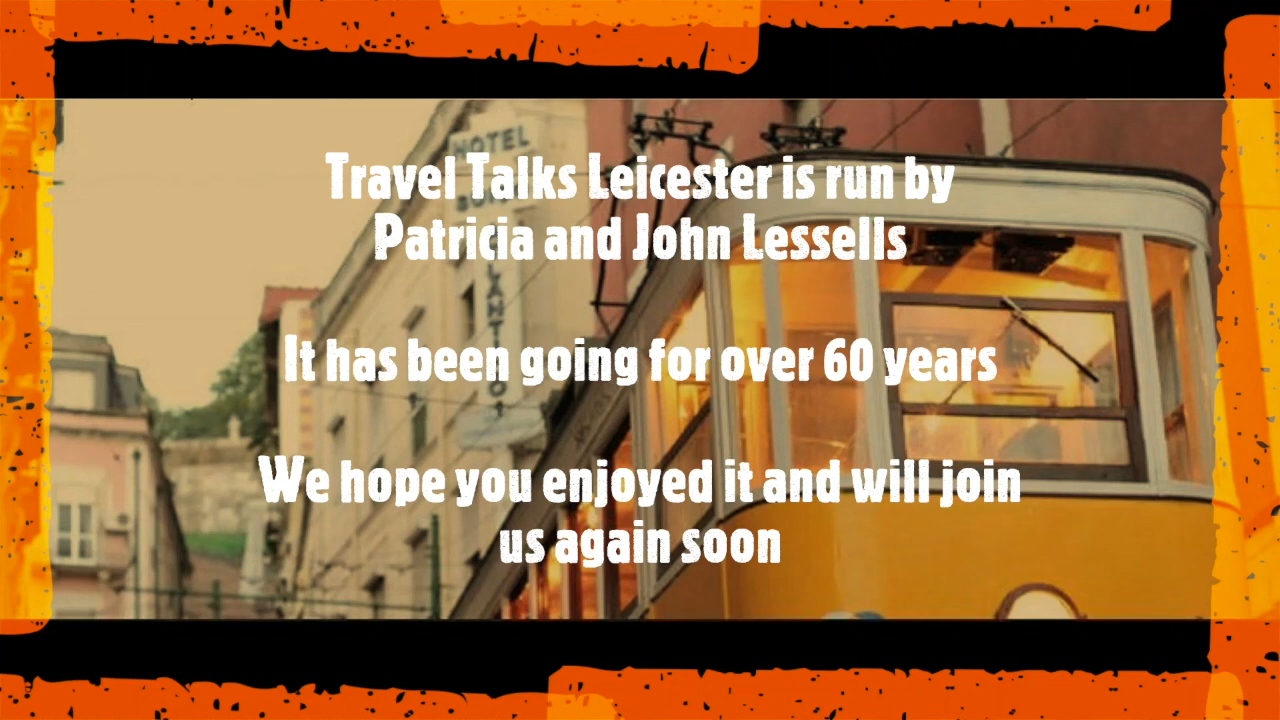 Travel Talks Leicester is run by
Patricia and John Lessells
It has been going for over 60 years
We hope you enjoyed it and will join
us again soon
HOTEL